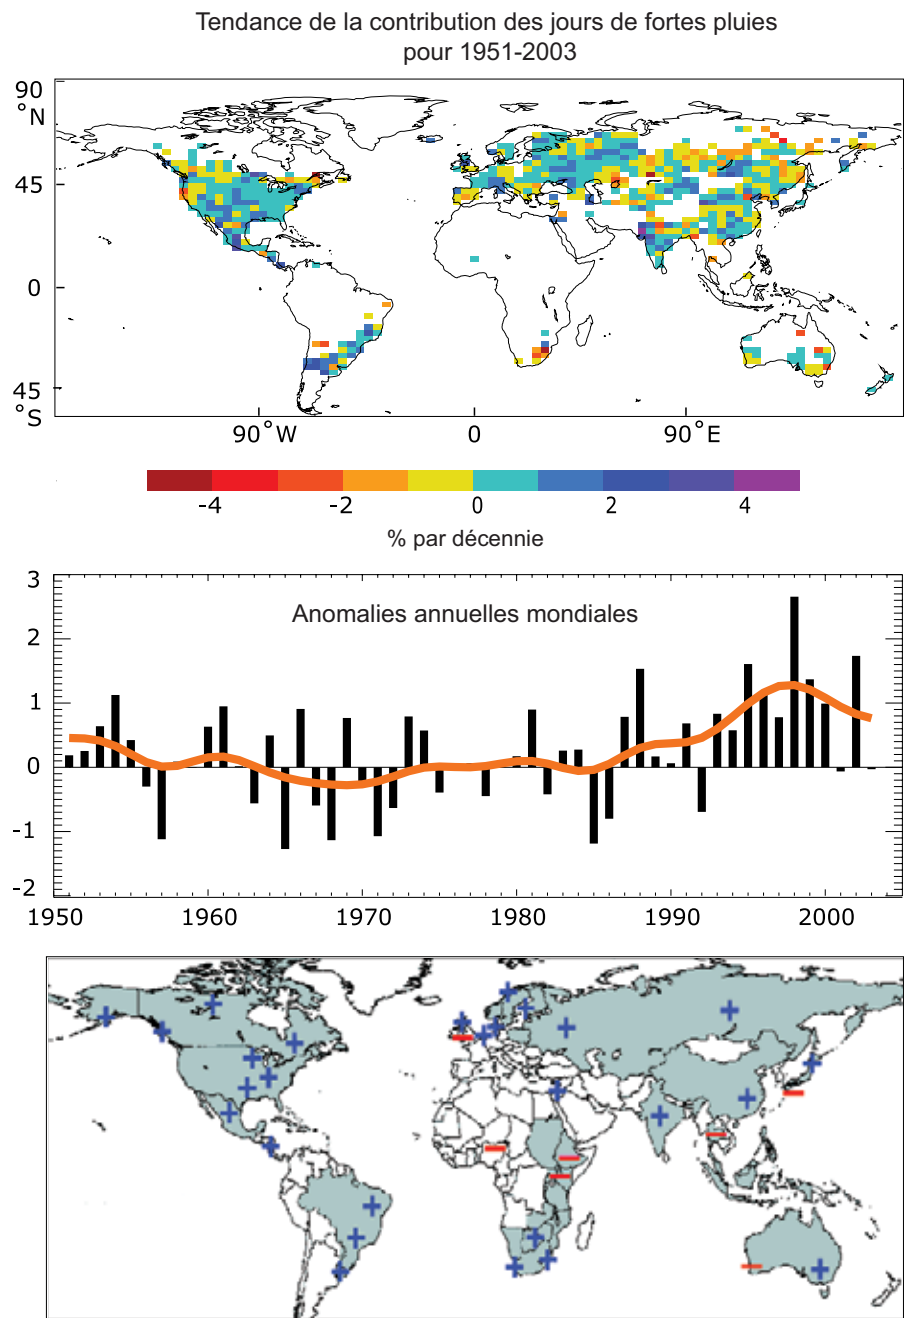 Tendance de la contribution des jours de fortes pluies
pour 1951-2003
90
°N
45
0
45
°S
90°W 0 90°E
-4 -2 0 2 4
% par décennie
3
Anomalies annuelles mondiales
2
1
0
-1
-2
1950 1960 1970 1980 1990 2000